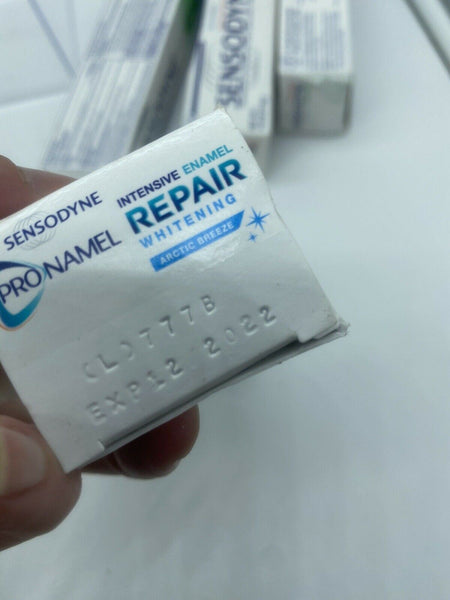 SENSODYNE
SENSODYNE
PRONAMEL
INTENSIVE ENAMEL
REPAIR
WHITENING
ARCTIC BREEZE
(L)777B
EXP12 2022